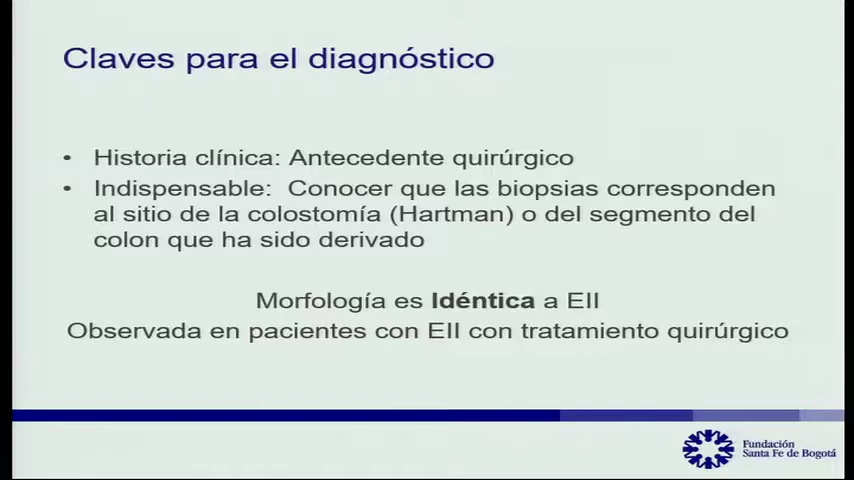 Claves para el diagnóstico
• Historia clínica: Antecedente quirúrgico
• Indispensable: Conocer que las biopsias corresponden
al sitio de la colostomía (Hartman) o del segmento del
colon que ha sido derivado
Morfología es Idéntica a EII
Observada en pacientes con EII con tratamiento quirúrgico
Fundación
Santa Fe de Bogotá